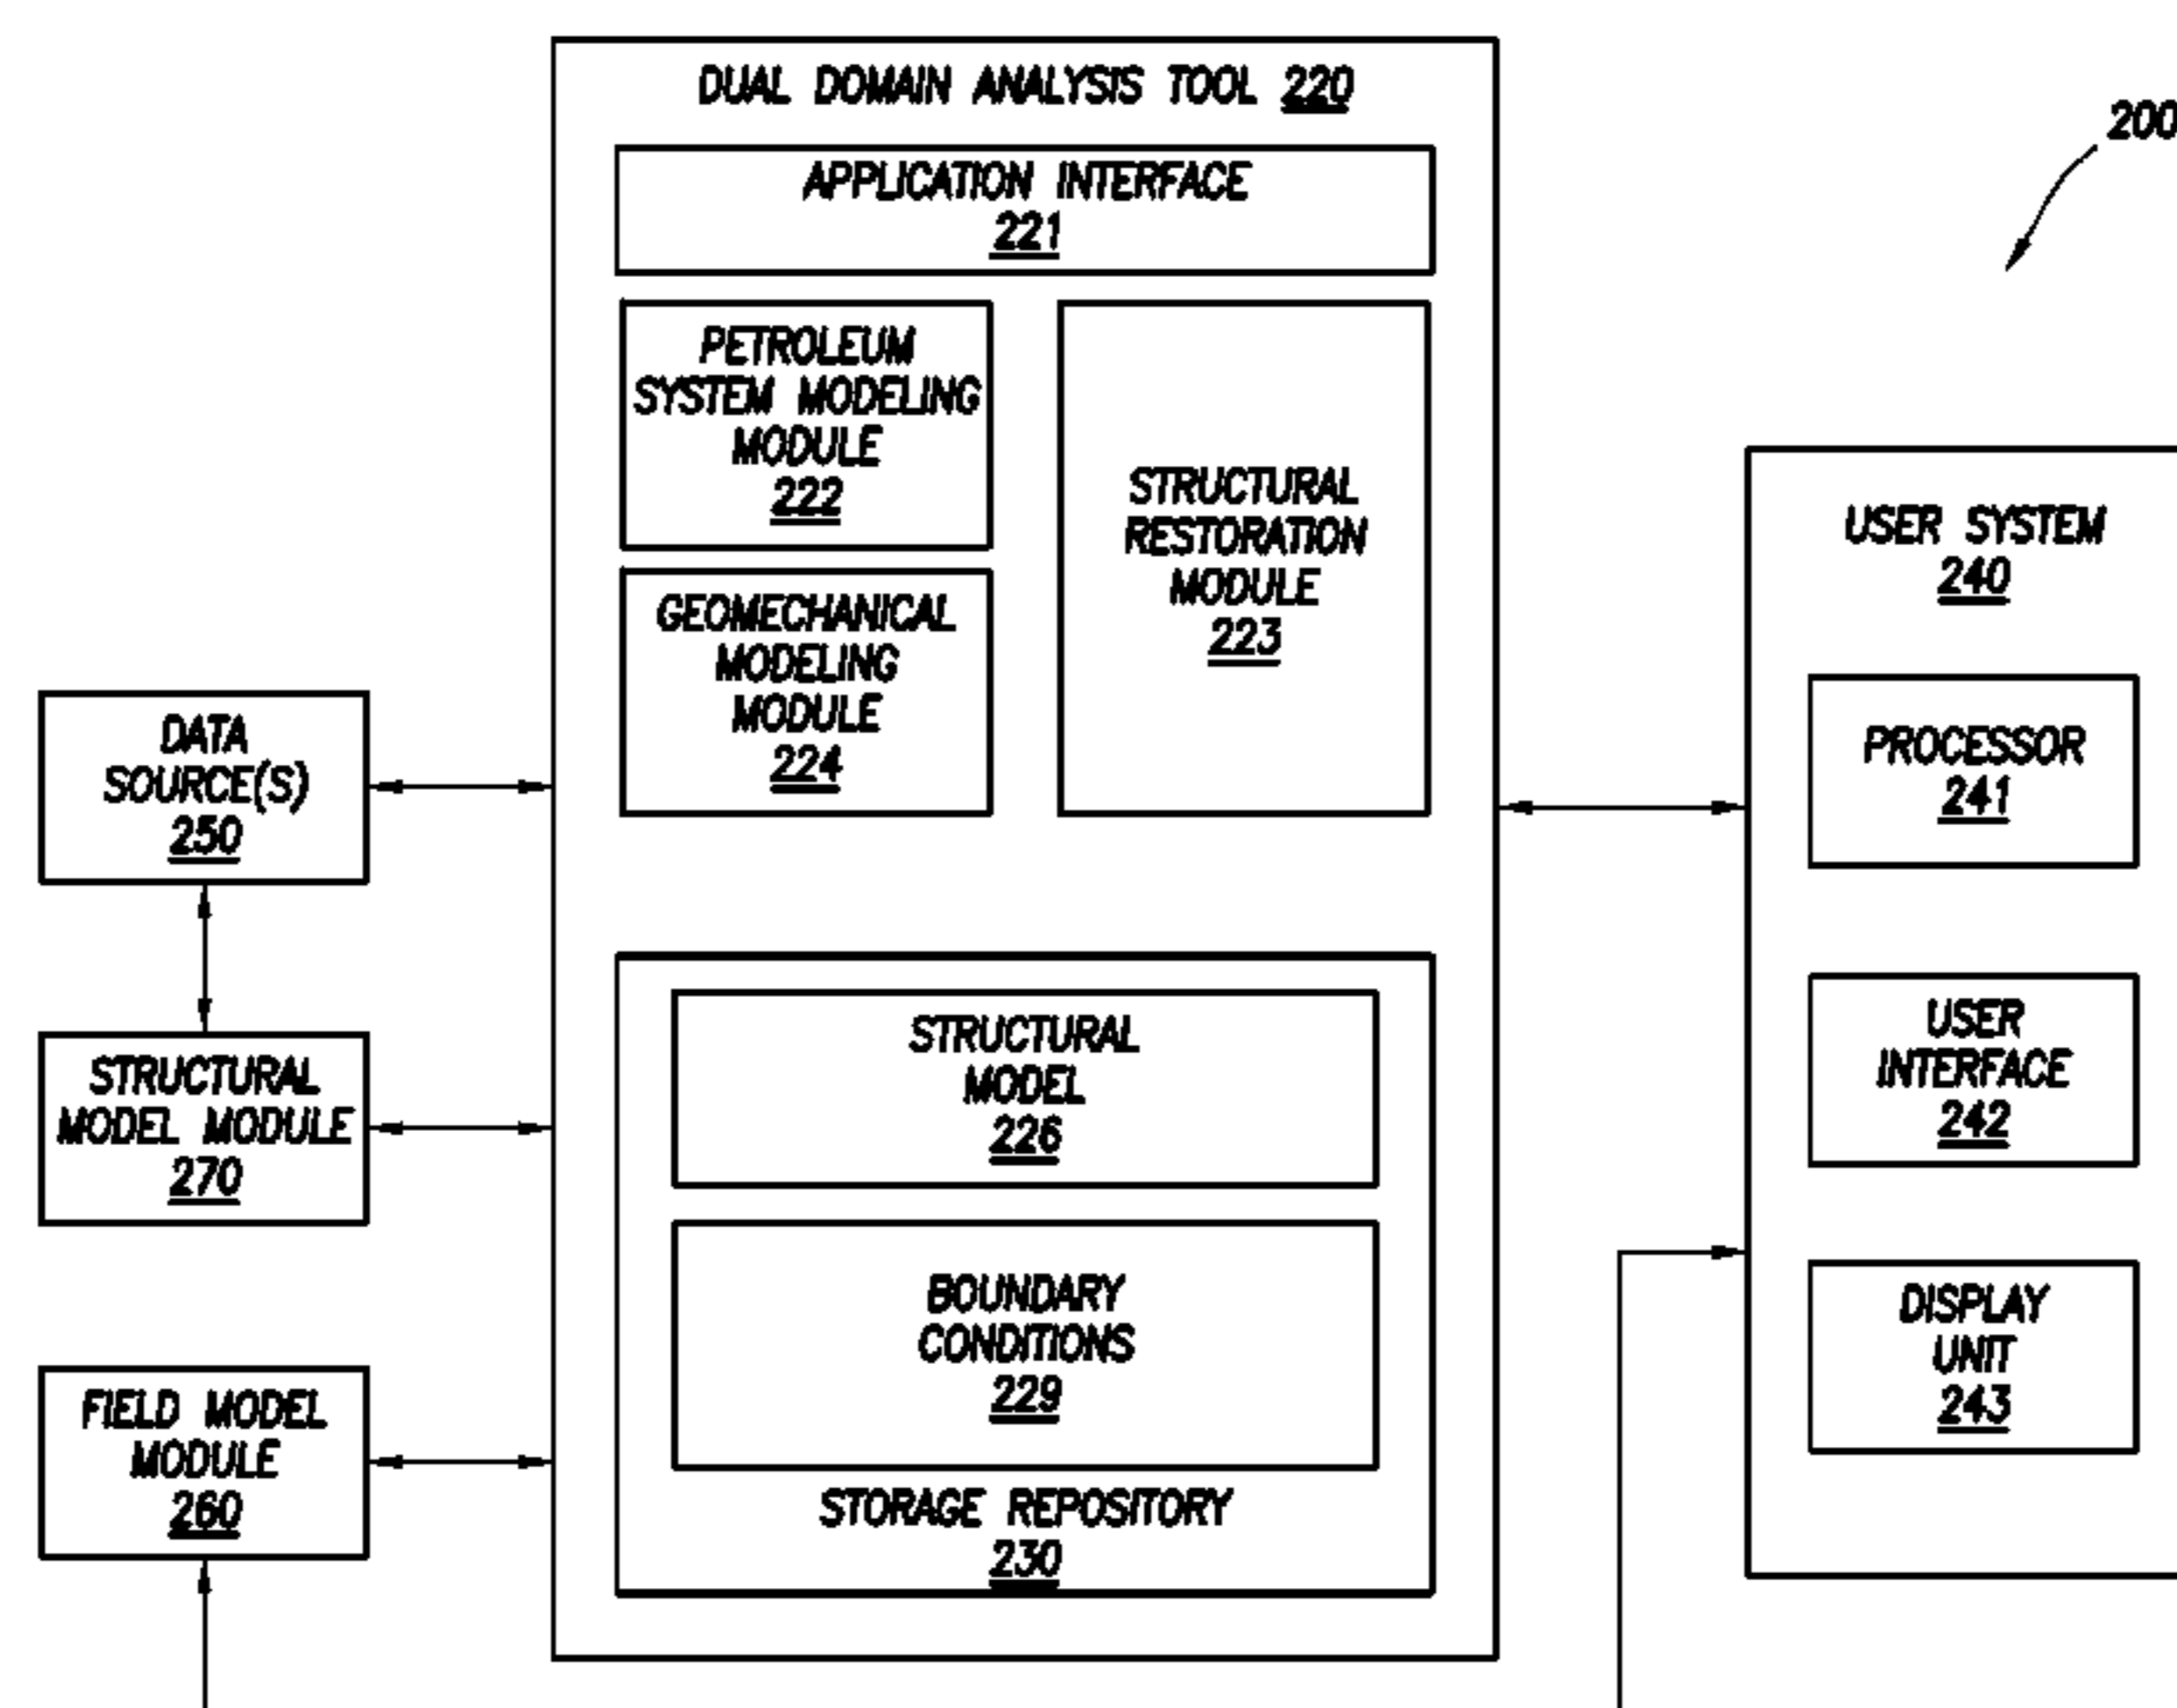 DUAL DOMAIN ANALYSIS TOOL 220
200
APPLICATION INTERFACE
221
PETROLEUM
SYSTEM MODELING
MODULE
222
STRUCTURAL
RESTORATION
MODULE
223
GEOMECHANICAL
MODELING
MODULE
224
USER SYSTEM
240
PROCESSOR
241
USER
INTERFACE
242
DISPLAY
UNIT
243
DATA
SOURCE(S)
250
STRUCTURAL
MODEL MODULE
270
FIELD MODEL
MODULE
260
STRUCTURAL
MODEL
226
BOUNDARY
CONDITIONS
229
STORAGE REPOSITORY
230